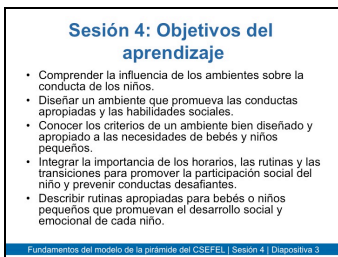 Sesión 4: Objetivos del
aprendizaje
• Comprender la influencia de los ambientes sobre la
conducta de los niños.
• Diseñar un ambiente que promueva las conductas
apropiadas y las habilidades sociales.
• Conocer los criterios de un ambiente bien diseñado y
apropiado a las necesidades de bebés y niños
pequeños.
• Integrar la importancia de los horarios, las rutinas y las
transiciones para promover la participación social del
niño y prevenir conductas desafiantes.
• Describir rutinas apropiadas para bebés o niños
pequeños que promuevan el desarrollo social y
emocional de cada niño.
Fundamentos del modelo de la pirámide del CSEFEL | Sesión 4 | Diapositiva 3